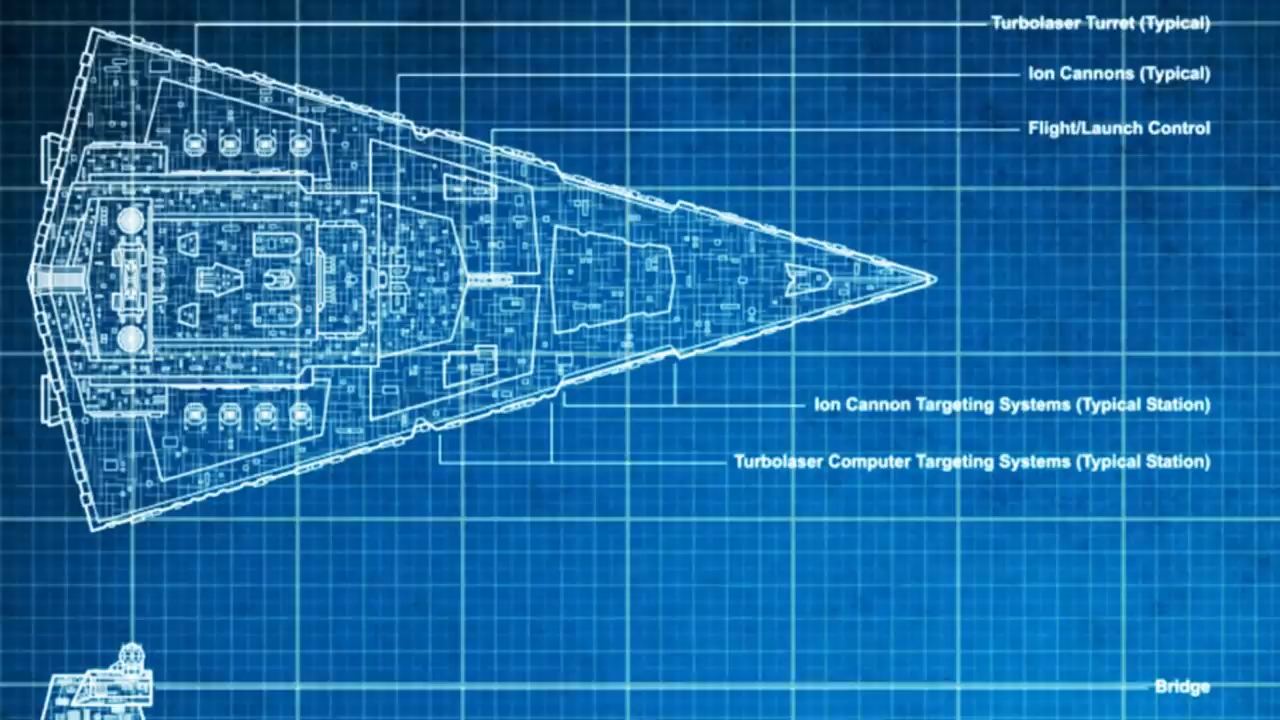 Turbolaser Turret (Typical)
Ion Cannons (Typical)
Flight/Launch Control
Ion Cannon Targeting Systems (Typical Station)
Turbolaser Computer Targeting Systems (Typical Station)
Bridge